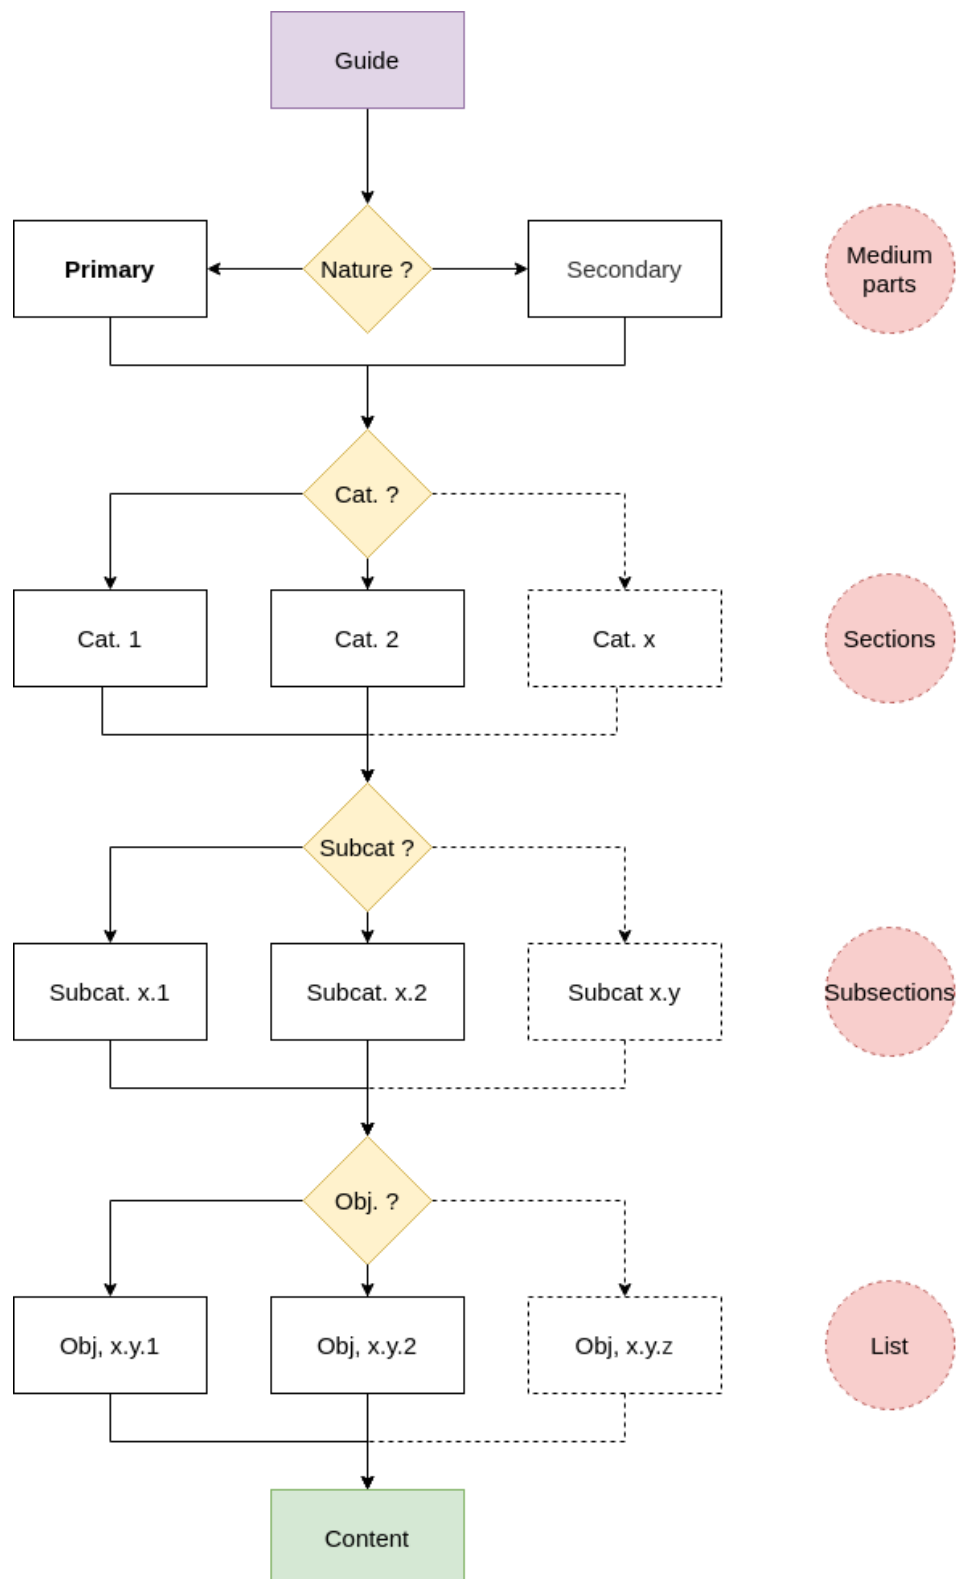 Guide
Primary
Nature ?
Secondary
Medium
parts
Cat. ?
Cat. 1
Cat. 2
Cat. x
Sections
Subcat ?
Subcat. x.1
Subcat. x.2
Subcat x.y
Subsections
Obj. ?
Obj, x.y.1
Obj, x.y.2
Obj, x.y.z
List
Content